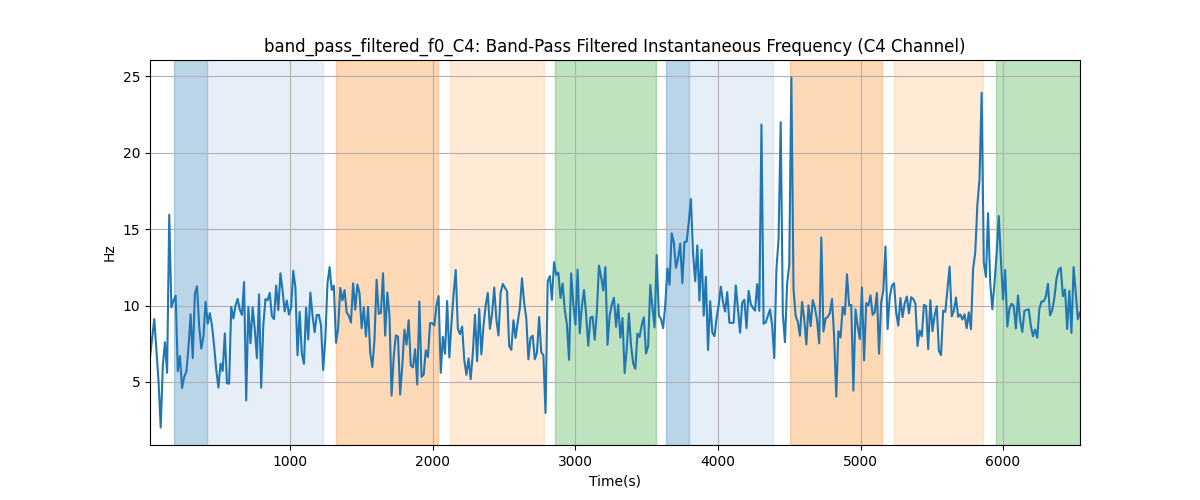 band_pass_filtered_f0_C4: Band-Pass Filtered Instantaneous Frequency (C4 Channel)
25
20
15
10
5
Hz
1000 2000 3000 4000 5000 6000
Time(s)